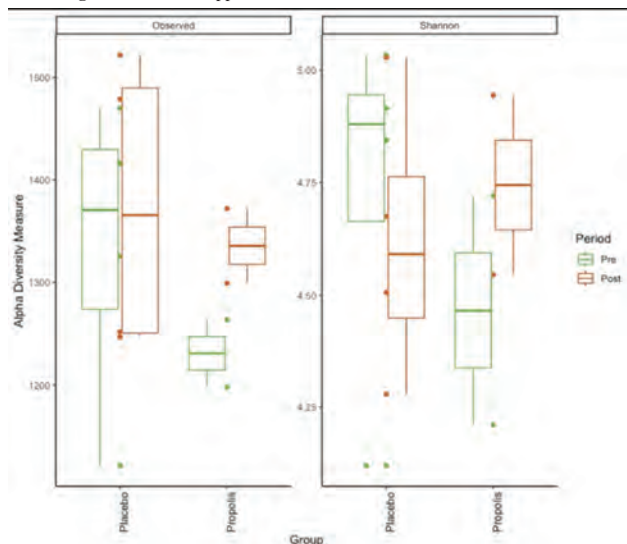 Observed
Shannon
Alpha Diversity Measure
1500
1400
1300
1200
5.00
4.75
4.50
4.25
Period
Pre
Post
Placebo
Propolis
Placebo
Propolis
Group